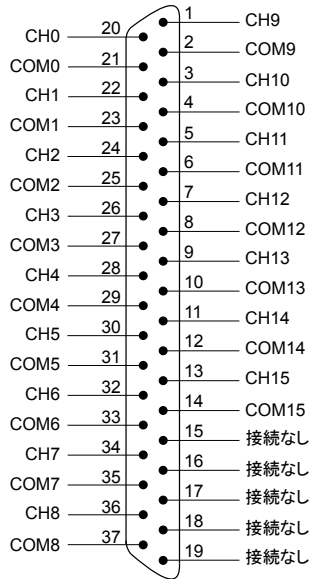 CH0 20
COM0 21
CH1 22
COM1 23
CH2 24
COM2 25
CH3 26
COM3 27
CH4 28
COM4 29
CH5 30
COM5 31
CH6 32
COM6 33
CH7 34
COM7 35
CH8 36
COM8 37
1 CH9
2 COM9
3 CH10
4 COM10
5 CH11
6 COM11
7 CH12
8 COM12
9 CH13
10 COM13
11 CH14
12 COM14
13 CH15
14 COM15
15 接続なし
16 接続なし
17 接続なし
18 接続なし
19 接続なし